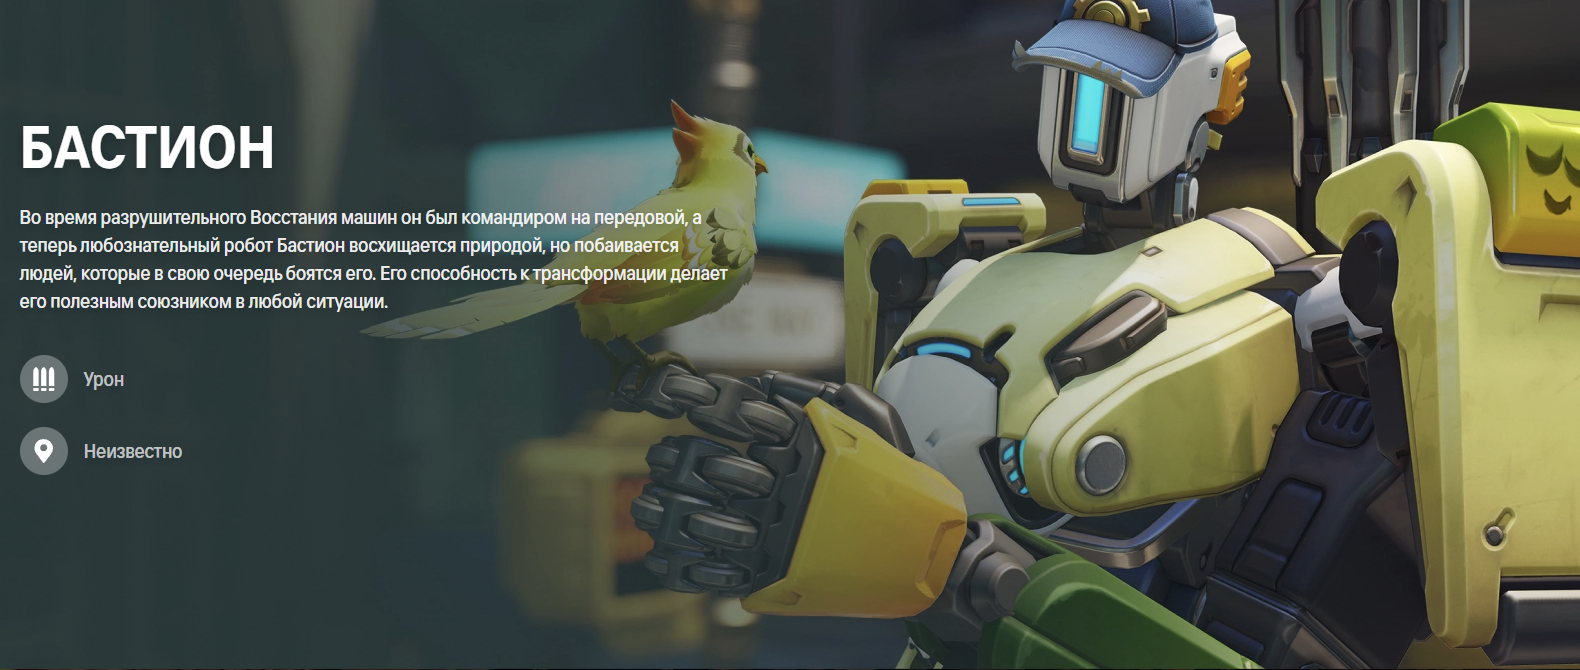 БАСТИОН
Во время разрушительного Восстания машин он был командиром на передовой, а
теперь любознательный робот Бастион восхищается природой, но побаивается
людей, которые в свою очередь боятся его. Его способность к трансформации делает
его полезным союзником в любой ситуации.
Урон
Неизвестно